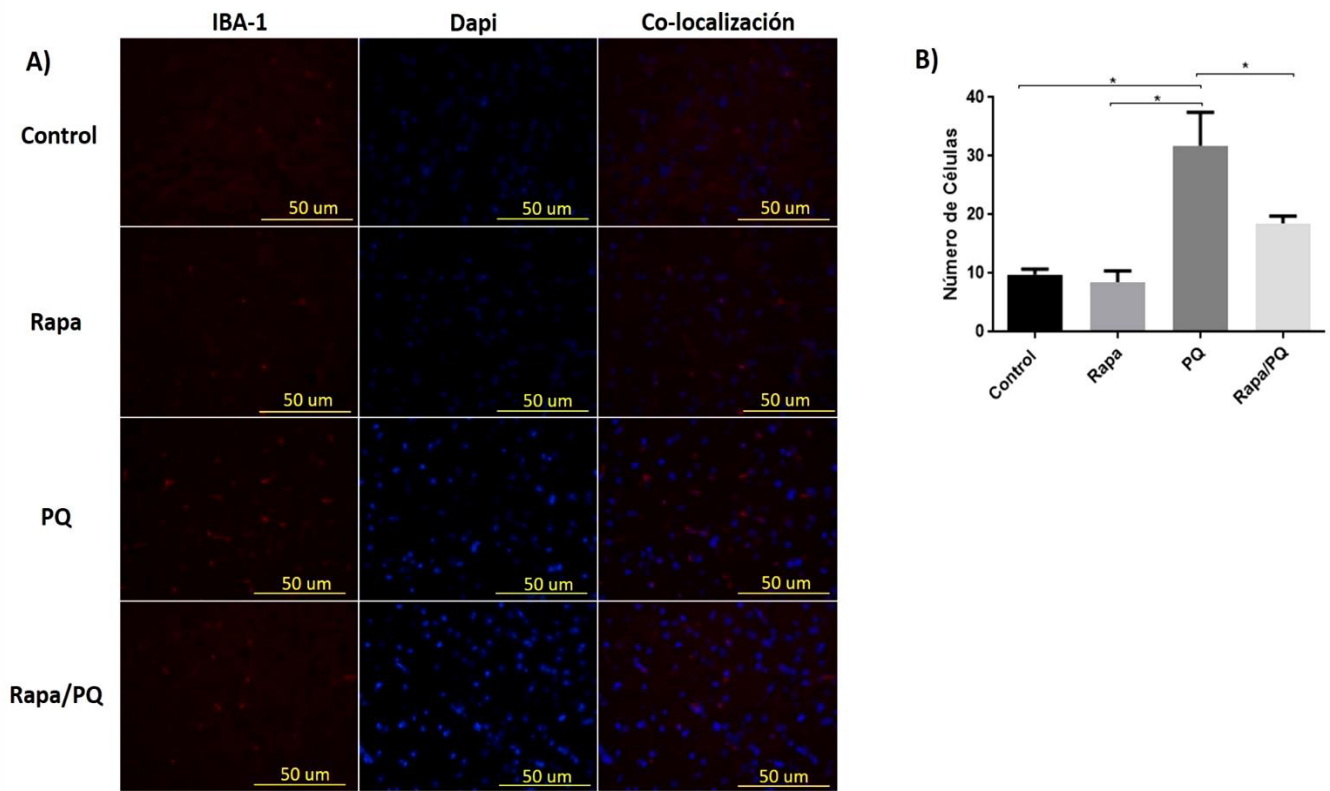 IBA-1 Dapi Co-localización
A)
Control
50 um 50 um 50 um
Rapa
50 um 50 um 50 um
PQ
50 um 50 um 50 um
Rapa/PQ
50 um 50 um 50 um
B)
* *
*
Número de Células
40
30
20
10
0
Control Rapa PQ Rapa/PQ